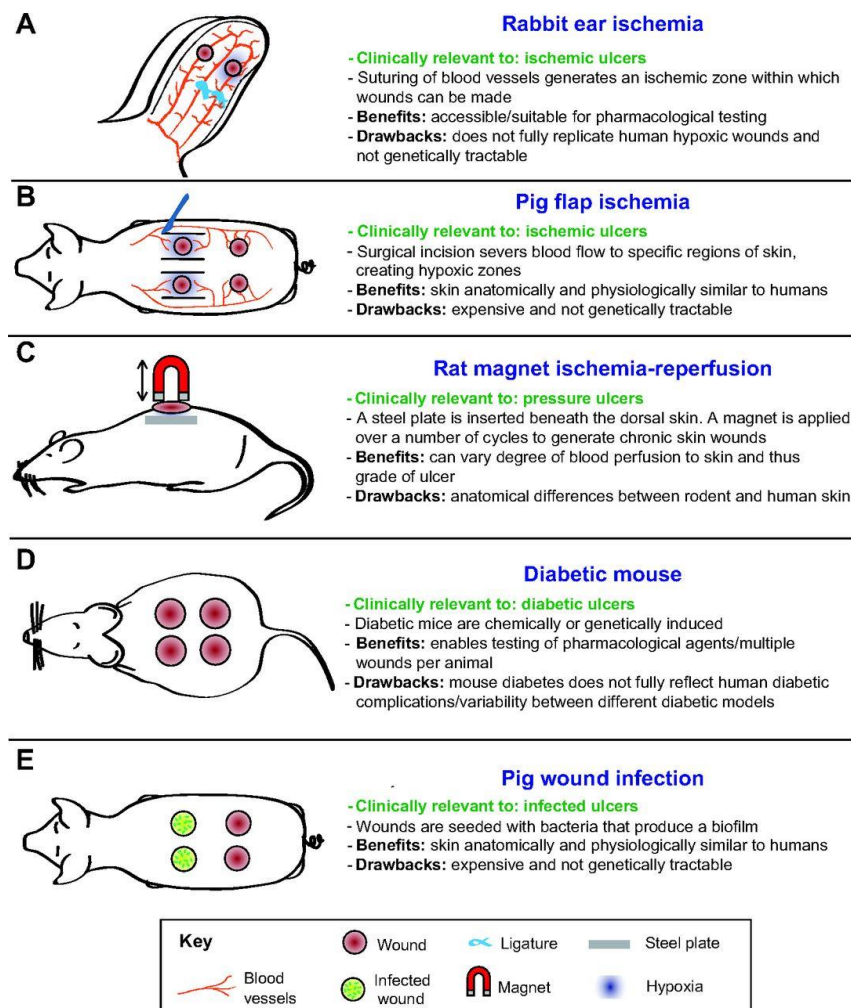 A
Rabbit ear ischemia
- Clinically relevant to: ischemic ulcers
- Suturing of blood vessels generates an ischemic zone within which
wounds can be made
- Benefits: accessible/suitable for pharmacological testing
- Drawbacks: does not fully replicate human hypoxic wounds and
not genetically tractable
B
Pig flap ischemia
- Clinically relevant to: ischemic ulcers
- Surgical incision severs blood flow to specific regions of skin,
creating hypoxic zones
- Benefits: skin anatomically and physiologically similar to humans
- Drawbacks: expensive and not genetically tractable
C
Rat magnet ischemia-reperfusion
- Clinically relevant to: pressure ulcers
- A steel plate is inserted beneath the dorsal skin. A magnet is applied
over a number of cycles to generate chronic skin wounds
- Benefits: can vary degree of blood perfusion to skin and thus
grade of ulcer
- Drawbacks: anatomical differences between rodent and human skin
D
Diabetic mouse
- Clinically relevant to: diabetic ulcers
- Diabetic mice are chemically or genetically induced
- Benefits: enables testing of pharmacological agents/multiple
wounds per animal
- Drawbacks: mouse diabetes does not fully reflect human diabetic
complications/variability between different diabetic models
E
Pig wound infection
- Clinically relevant to: infected ulcers
- Wounds are seeded with bacteria that produce a biofilm
- Benefits: skin anatomically and physiologically similar to humans
- Drawbacks: expensive and not genetically tractable
Key
Wound
Ligature
Steel plate
Blood
vessels
Infected
wound
Magnet
Hypoxia